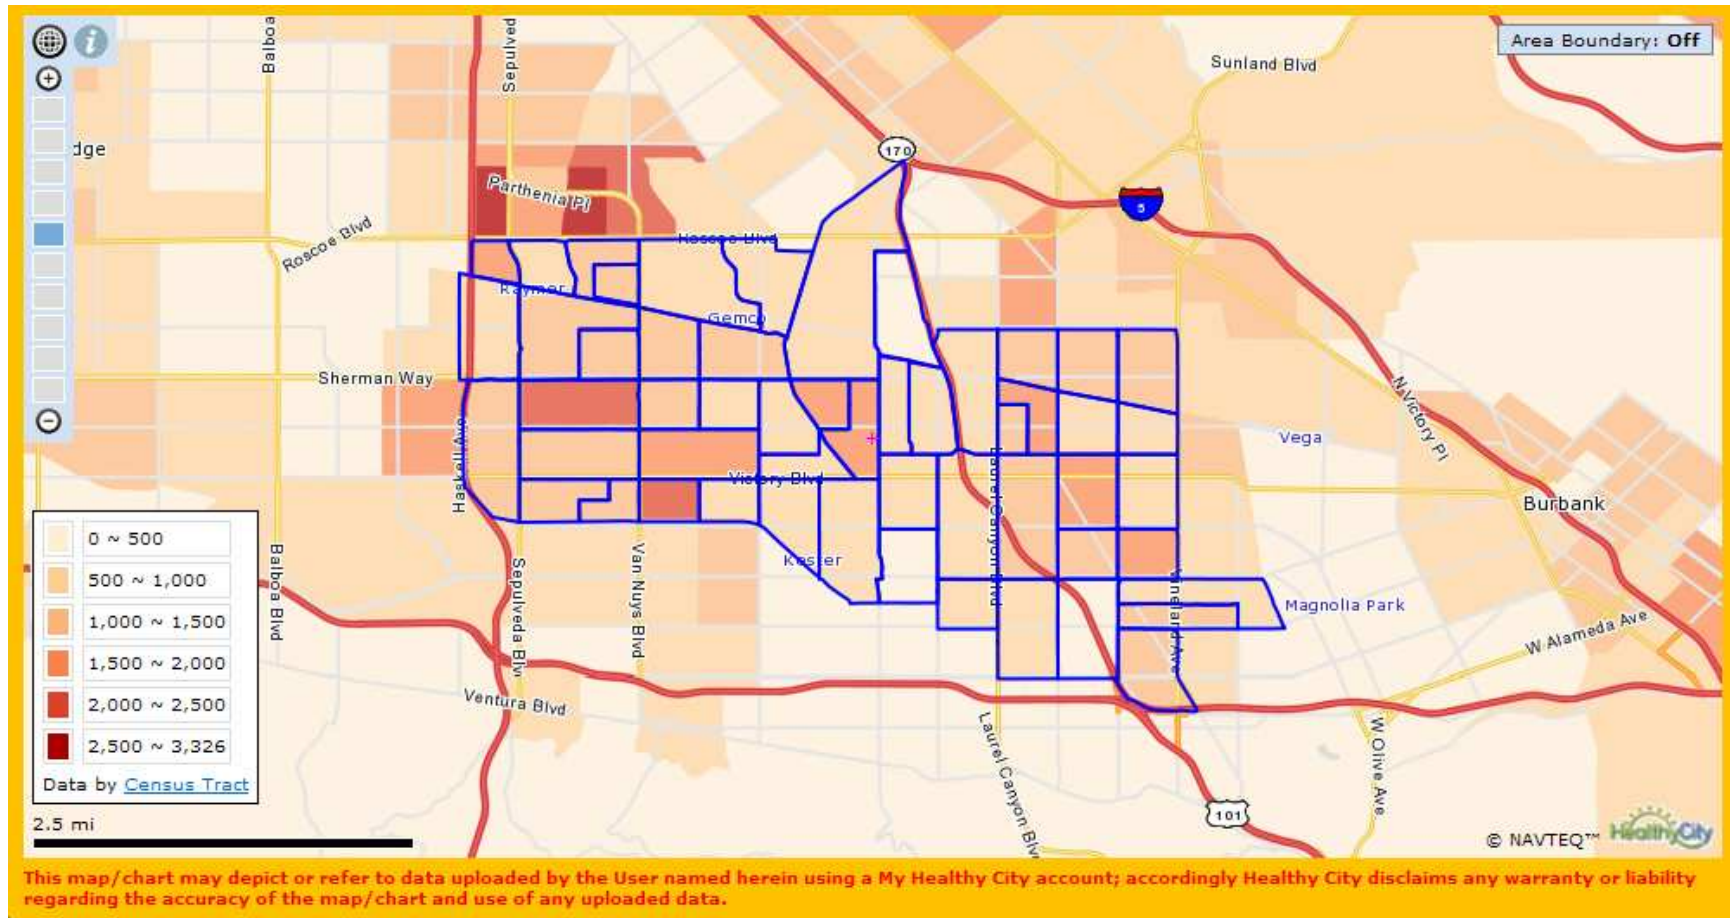 Balboa
Sepulved
Area Boundary: Off
Sunland Blvd
dge
170
Parthenia Pl
5
Roscoe Blvd
Roscoe Blvd
Raymer
Gemco
Sherman Way
N Victory Pl
Haskell Ave
Vega
Laurel Canyon Blvd
Victory Blvd
Burbank
0 ~ 500
500 ~ 1,000
1,000 ~ 1,500
1,500 ~ 2,000
2,000 ~ 2,500
2,500 ~ 3,326
Data by Census Tract
Balboa Blvd
Sepulveda Blv
Van Nuys Blvd
Kester
Vineland Ave
Magnolia Park
W Alameda Ave
Ventura Blvd
Laurel Canyon Blv
W Olive Ave
101
2.5 mi
© NAVTEQ™
HealthyCity
This map/chart may depict or refer to data uploaded by the User named herein using a My Healthy City account; accordingly Healthy City disclaims any warranty or liability
regarding the accuracy of the map/chart and use of any uploaded data.